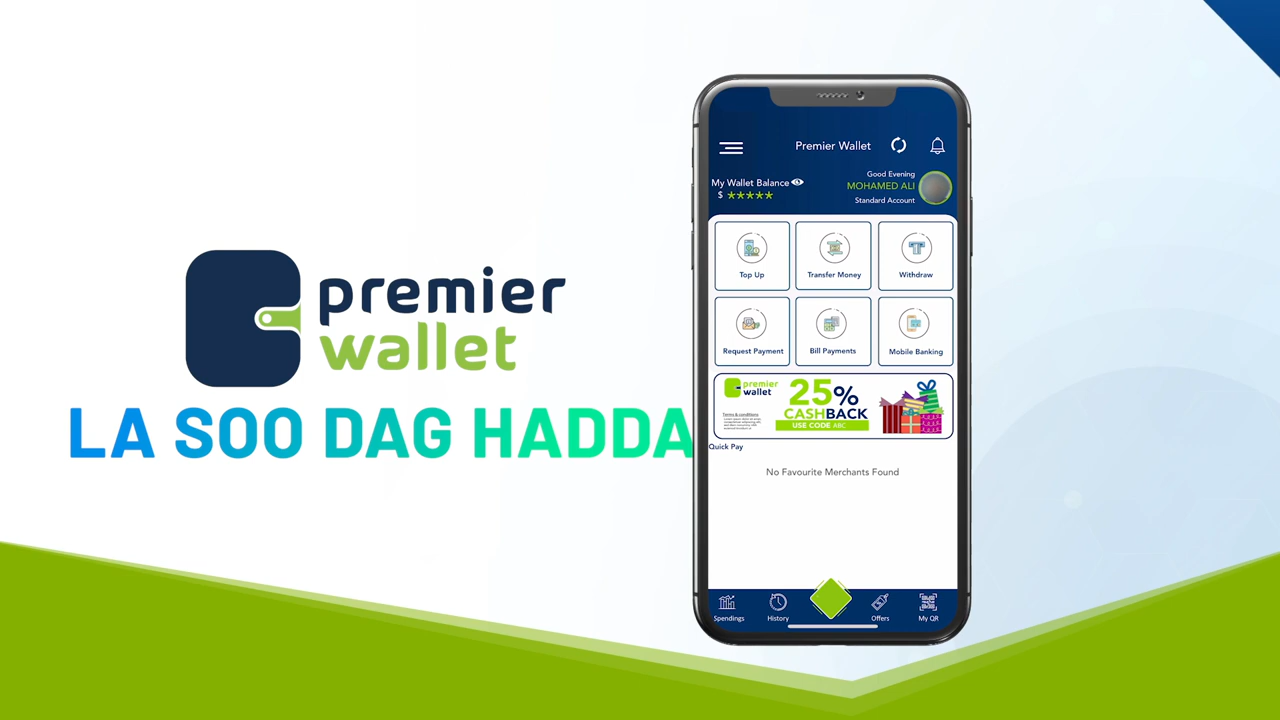 premier
wallet
LA SOO DAG HADDA
Premier Wallet
My Wallet Balance
$ *****
Good Evening
MOHAMED ALI
Standard Account
Top Up
Transfer Money
Withdraw
Request Payment
Bill Payments
Mobile Banking
premier
wallet
Terms & conditions
25%
CASHBACK
USE CODE ABC
Quick Pay
No Favourite Merchants Found
Spendings
History
Offers
My QR